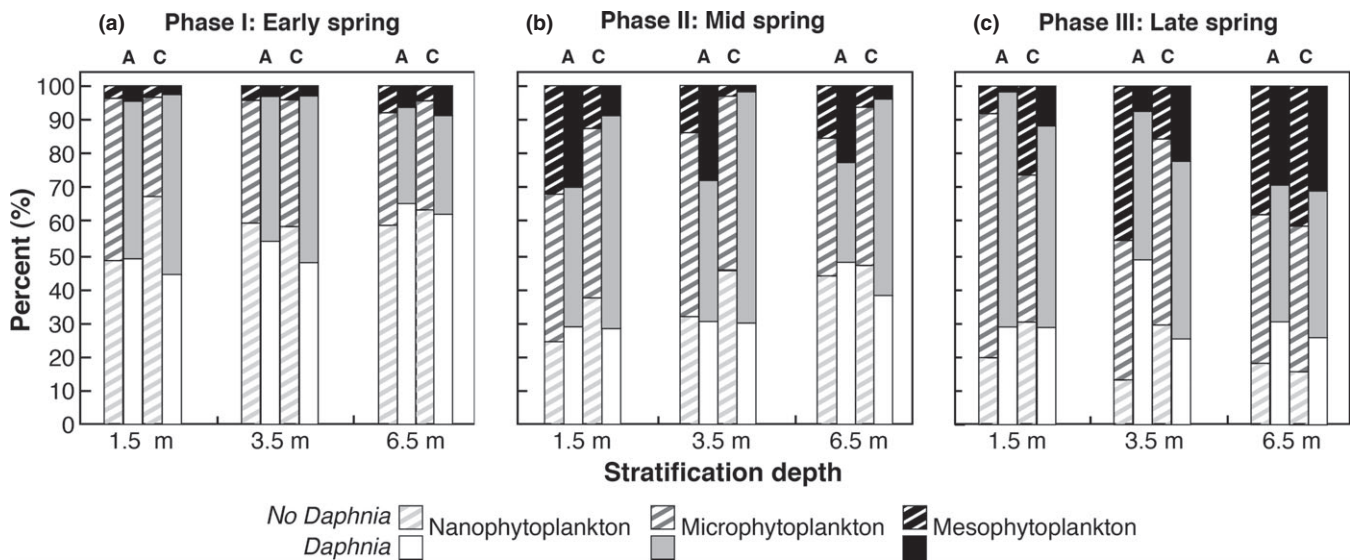 (a) Phase I: Early spring
(b) Phase II: Mid spring
(c) Phase III: Late spring
A C A C A C
A C A C A C
A C A C A C
Percent (%)
100
90
80
70
60
50
40
30
20
10
0
1.5 m 3.5 m 6.5 m
1.5 m 3.5 m 6.5 m
1.5 m 3.5 m 6.5 m
Stratification depth
No Daphnia Nanophytoplankton Microphytoplankton Mesophytoplankton
Daphnia